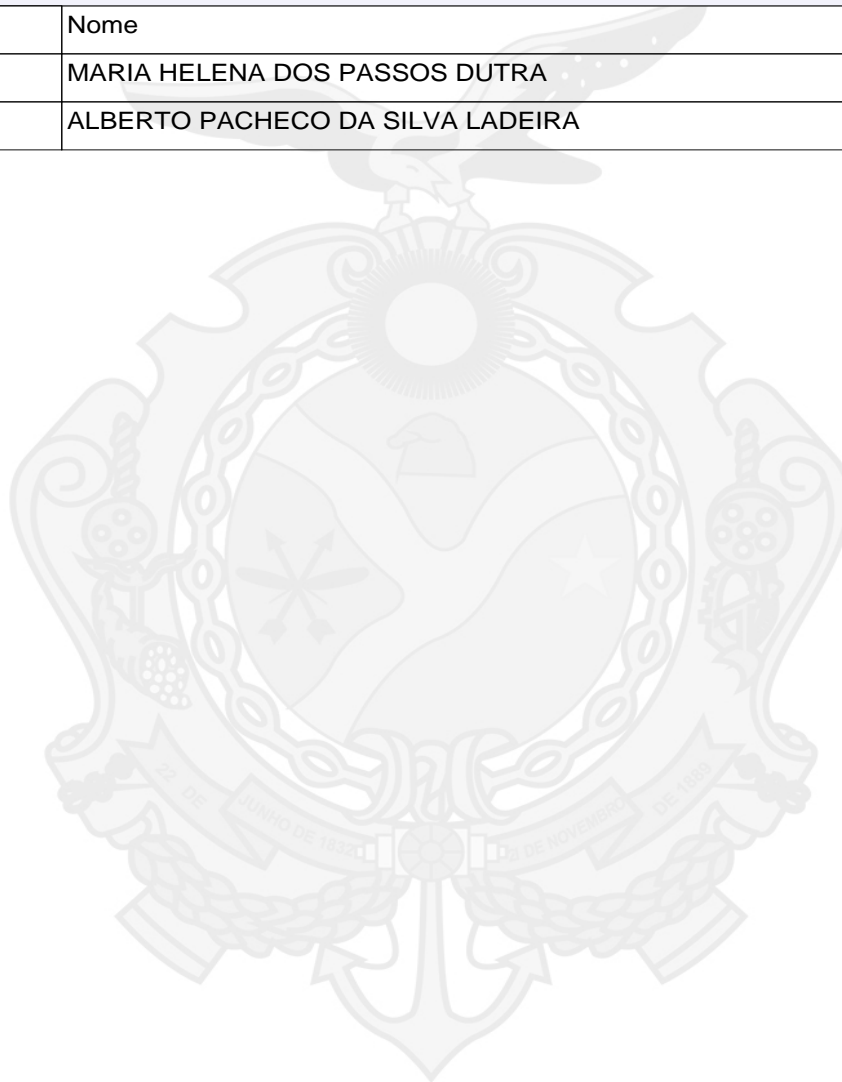 Nome
MARIA HELENA DOS PASSOS DUTRA
ALBERTO PACHECO DA SILVA LADEIRA
22 DE JUNHO DE 1832
DE NOVEMBRO DE 1889